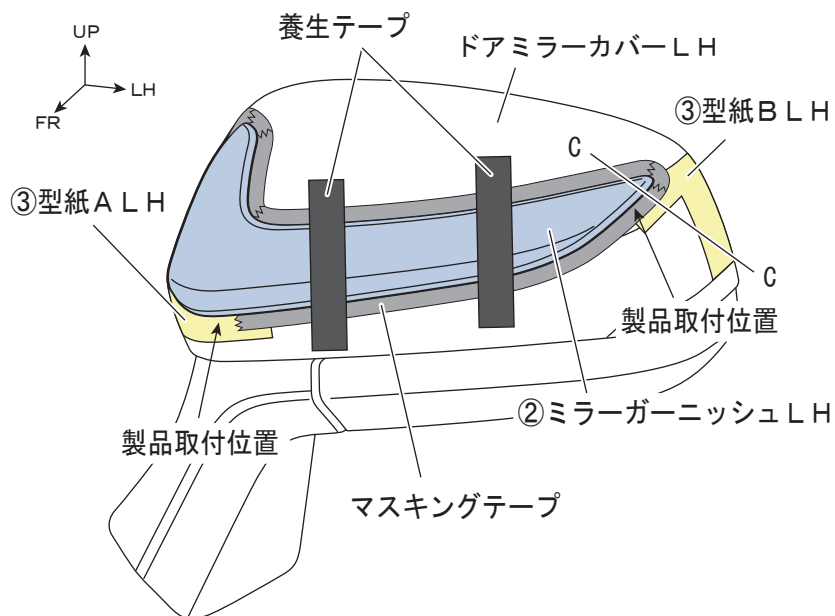 養生テープ
UP
ドアミラーカバーＬＨ
LH
FR
③型紙ＢＬＨ
C
③型紙ＡＬＨ
C
製品取付位置
②ミラーガーニッシュＬＨ
製品取付位置
マスキングテープ